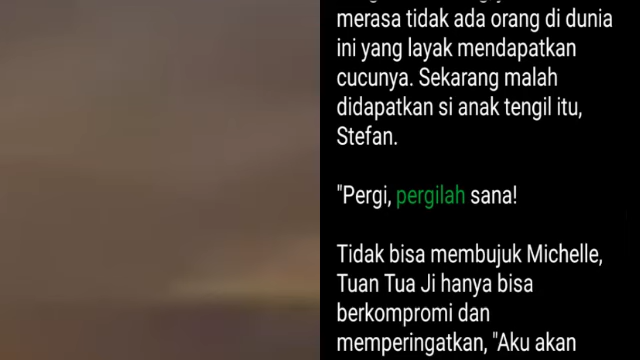 merasa tidak ada orang di dunia
ini yang layak mendapatkan
cucunya. Sekarang malah
didapatkan si anak tengil itu,
Stefan.
"Pergi, pergilah sana!
Tidak bisa membujuk Michelle,
Tuan Tua Ji hanya bisa
berkompromi dan
memperingatkan, "Aku akan